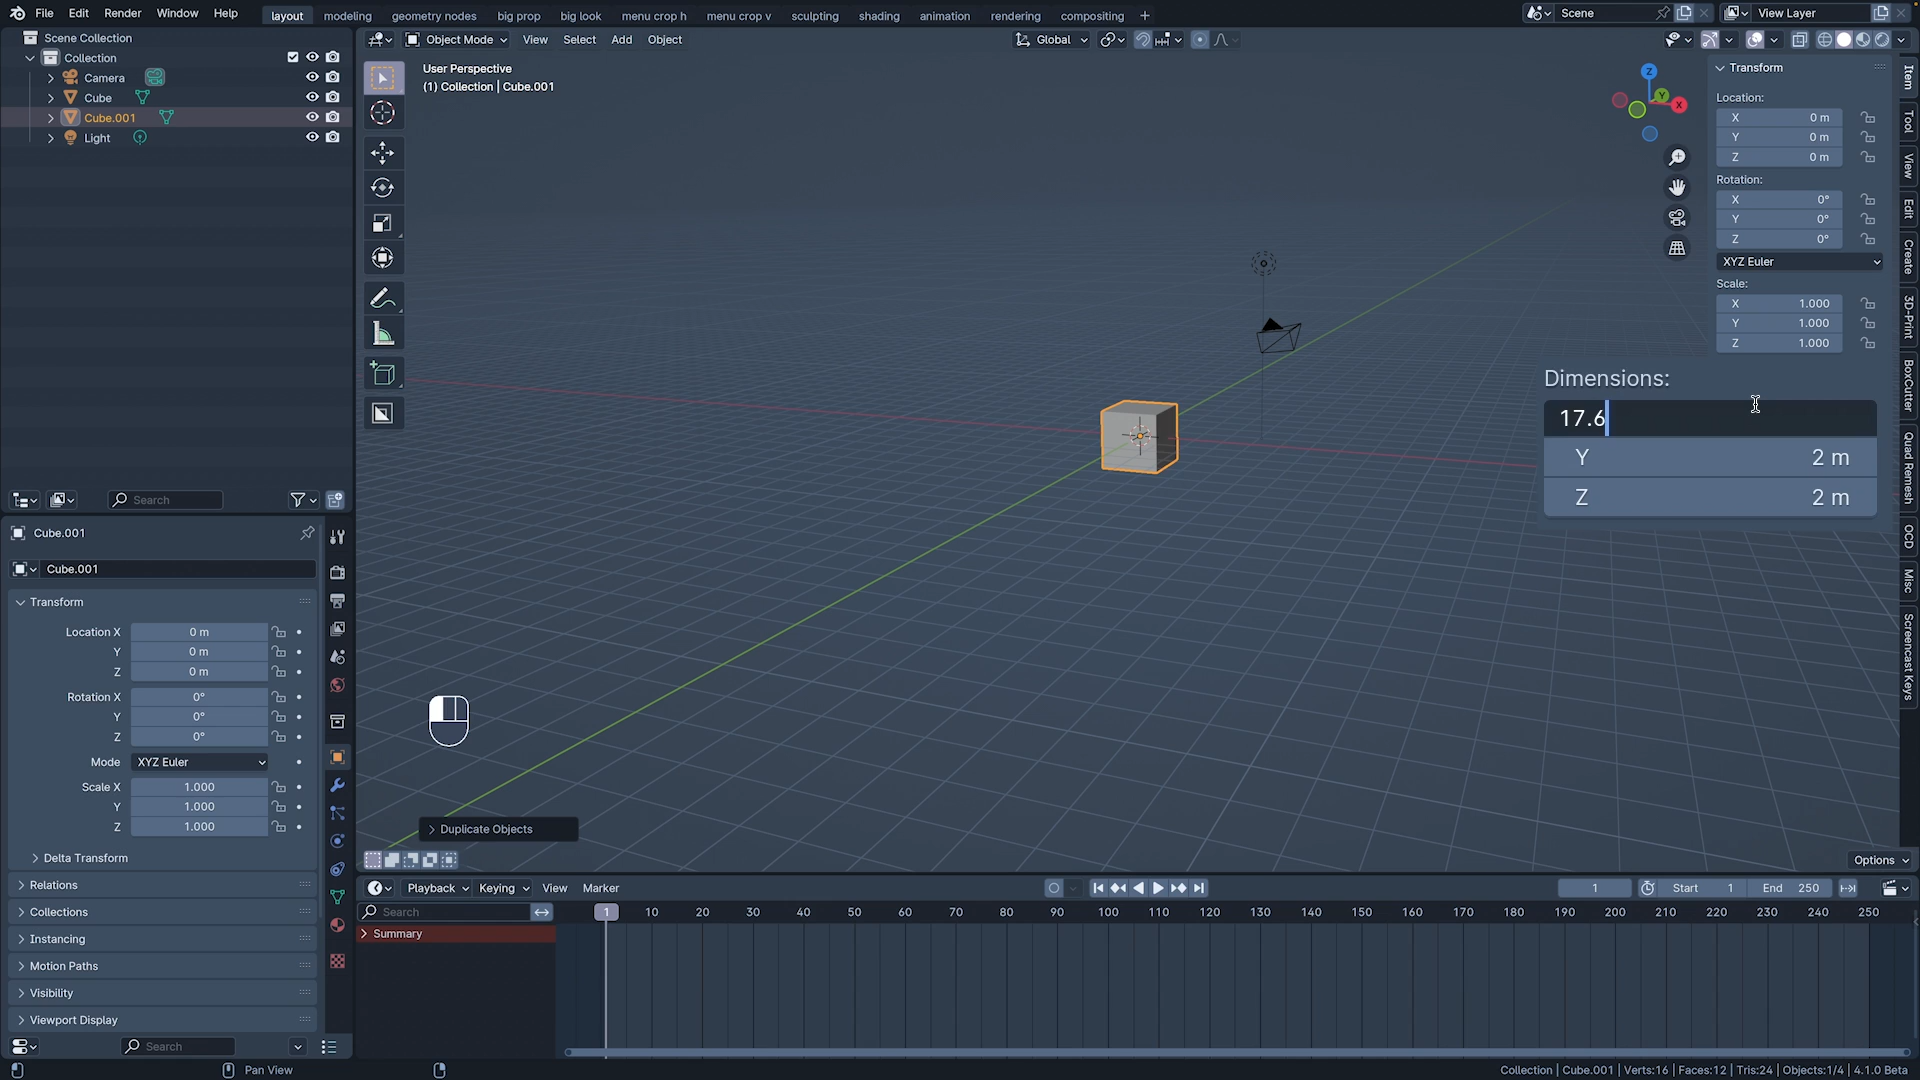 File Edit Render Window Help layout modeling geometry nodes big prop big look menu crop h menu crop v sculpting shading animation rendering compositing + Scene View Layer
Object Mode View Select Add Object Global
Scene Collection
Collection
Camera
Cube
Cube.001
Light
Search
Cube.001
Cube.001
Transform
Location X 0 m
Y 0 m
Z 0 m
Rotation X 0°
Y 0°
Z 0°
Mode XYZ Euler
Scale X 1.000
Y 1.000
Z 1.000
Delta Transform
Relations
Collections
Instancing
Motion Paths
Visibility
Viewport Display
Search
User Perspective
(1) Collection | Cube.001
Z
Y
X
Transform
Location:
X 0 m
Y 0 m
Z 0 m
Rotation:
X 0°
Y 0°
Z 0°
XYZ Euler
Scale:
X 1.000
Y 1.000
Z 1.000
Dimensions:
17.6
Y 2 m
Z 2 m
Item
Tool
View
Edit
Create
3D-Print
BoxCutter
Quad Remesh
OCD
Misc
Screencast Keys
Duplicate Objects
Options
Playback Keying View Marker 1 Start 1 End 250
Search 1 10 20 30 40 50 60 70 80 90 100 110 120 130 140 150 160 170 180 190 200 210 220 230 240 250
Summary
Pan View Collection | Cube.001 | Verts:16 | Faces:12 | Tris:24 | Objects:1/4 | 4.1.0 Beta